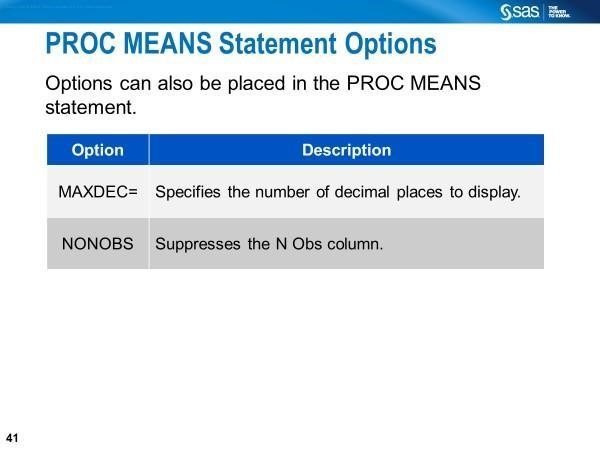 sas
THE
POWER
TO KNOW.
PROC MEANS Statement Options
Options can also be placed in the PROC MEANS
statement.
Option Description
MAXDEC= Specifies the number of decimal places to display.
NONOBS Suppresses the N Obs column.
41